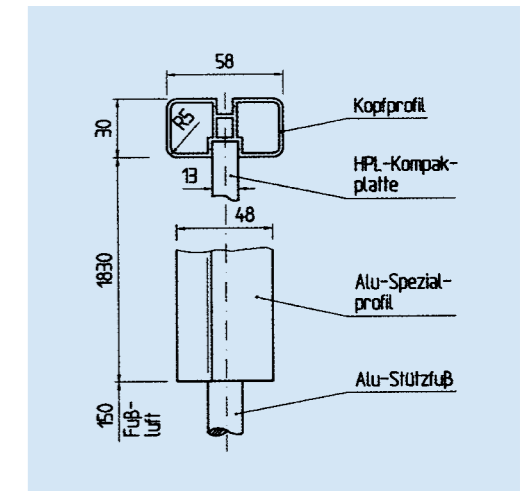 58
30
R5
Kopfprofil
HPL-Kompak-
platte
13
48
1830
Alu-Spezial-
profil
Alu-Stützfuß
150
Fuß-
luft